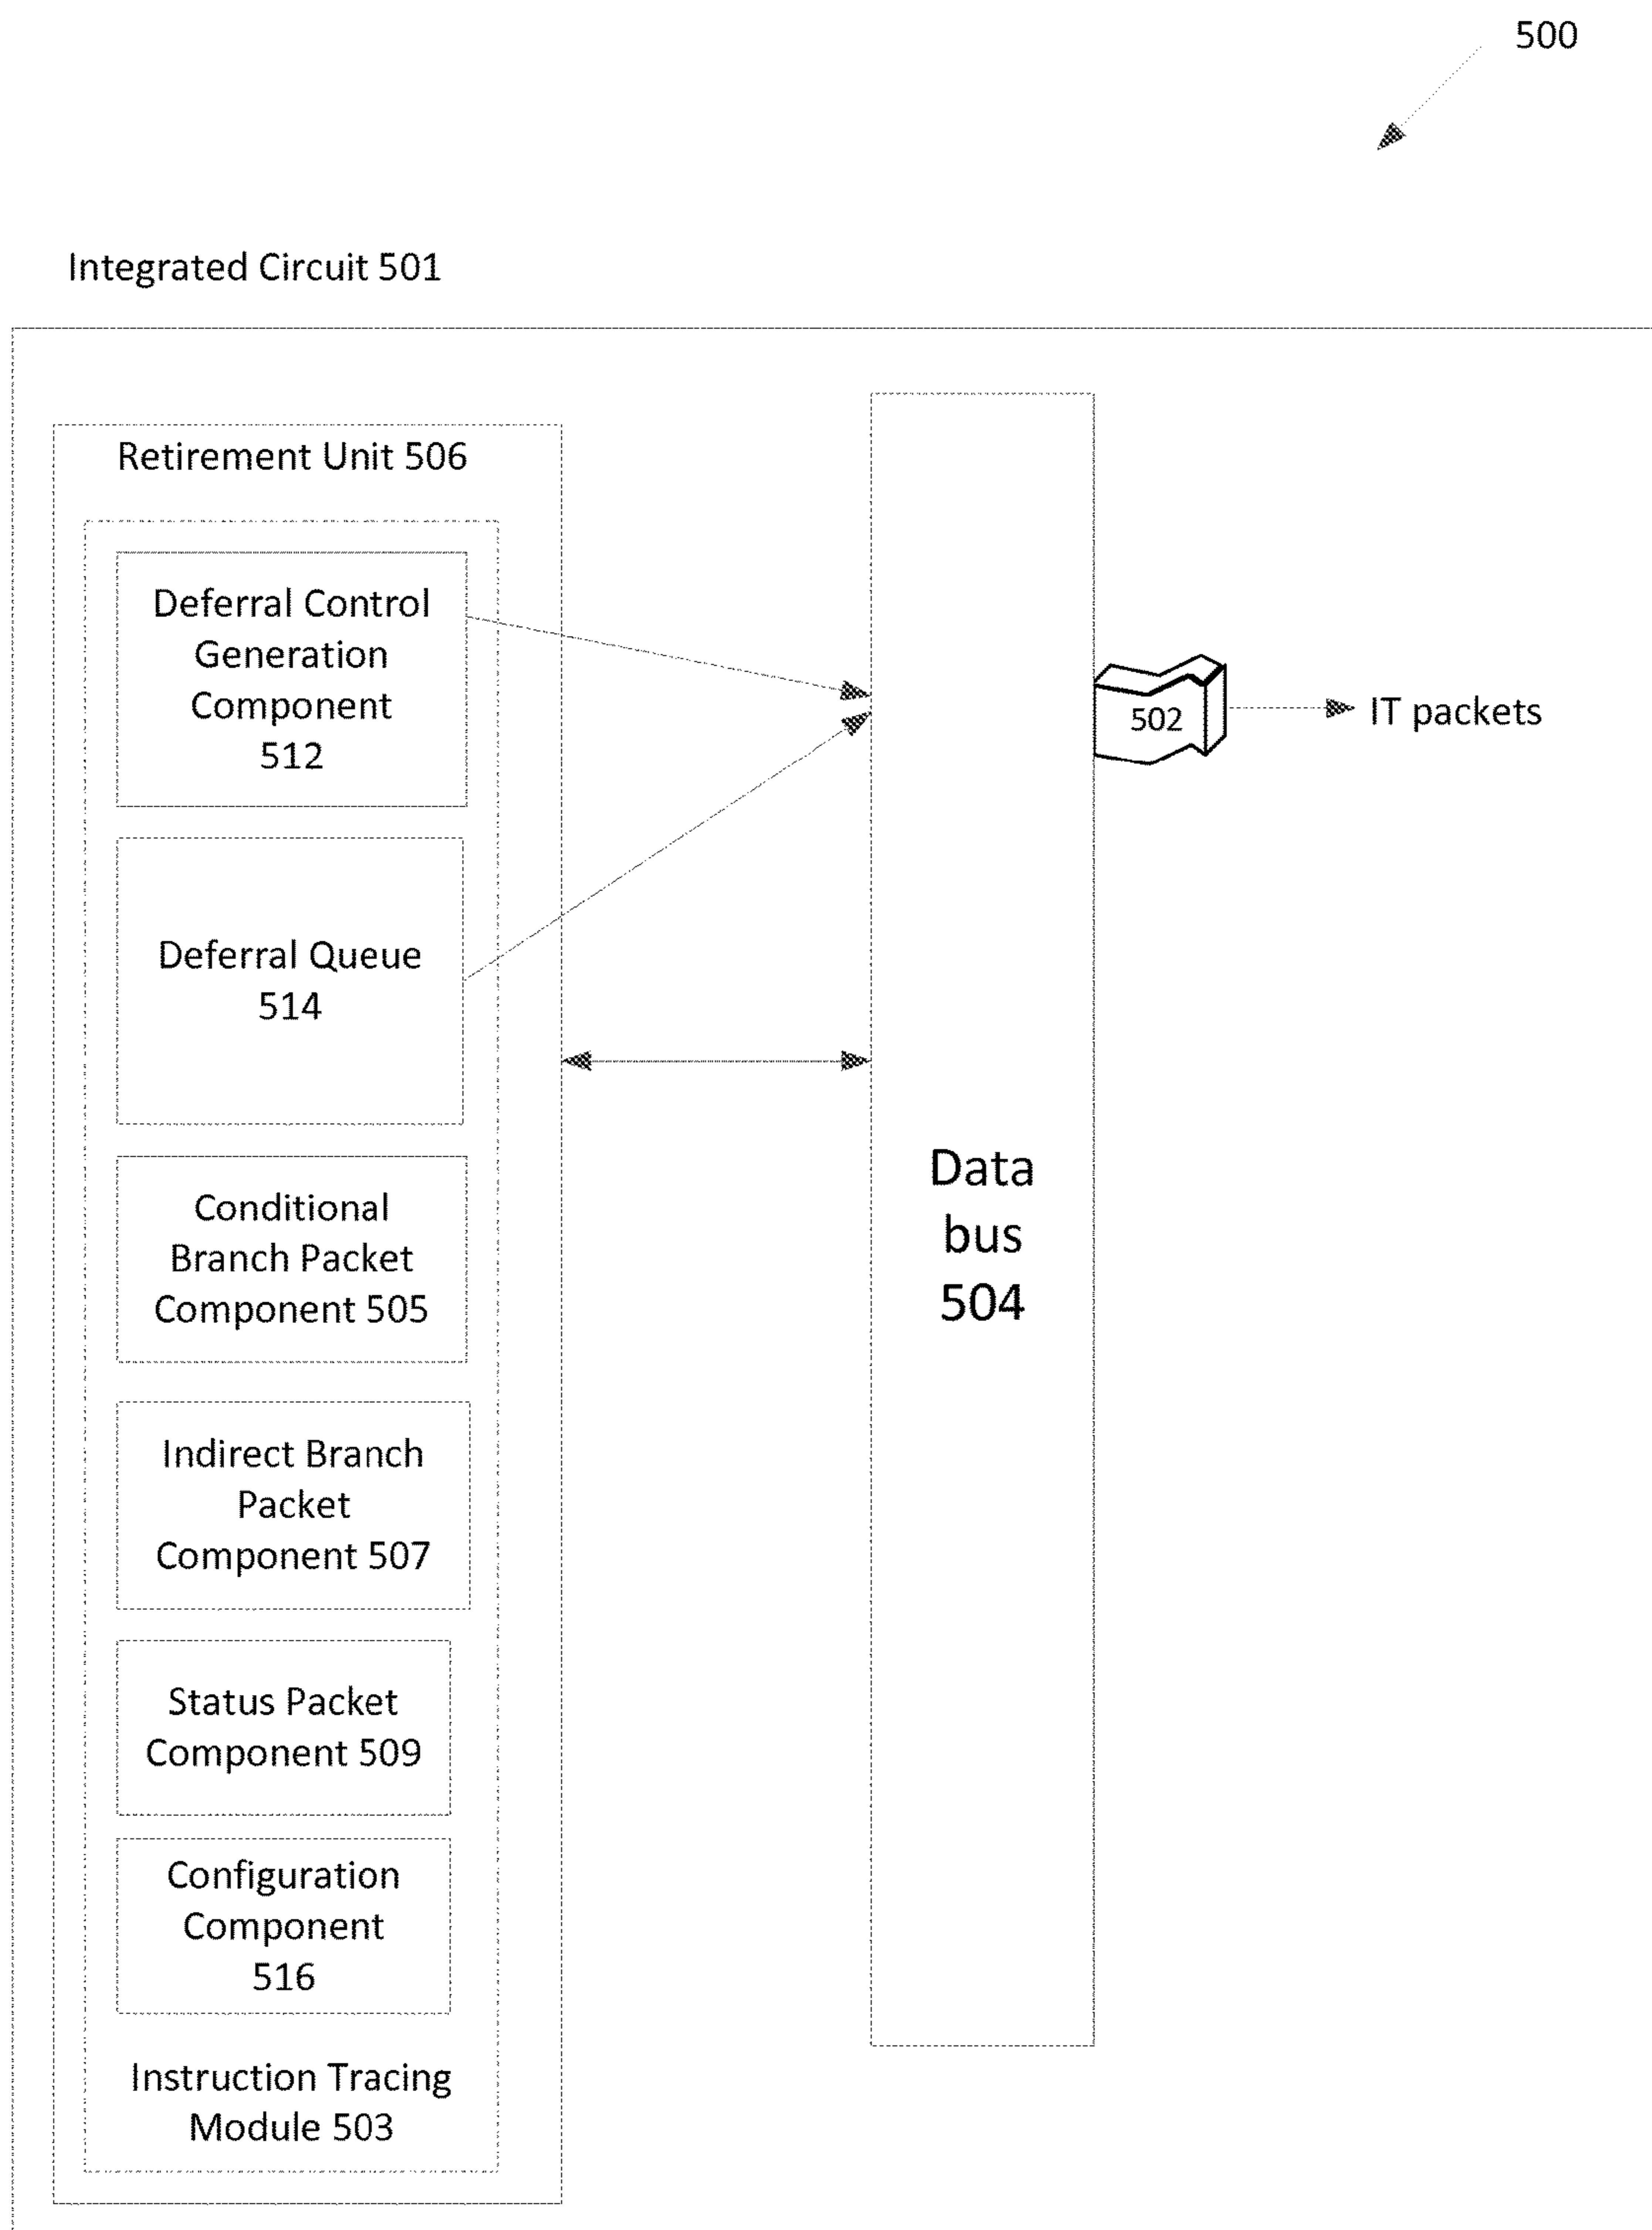 500
Integrated Circuit 501
Retirement Unit 506
Deferral Control
Generation
Component
512
502
IT packets
Deferral Queue
514
Data
bus
504
Conditional
Branch Packet
Component 505
Indirect Branch
Packet
Component 507
Status Packet
Component 509
Configuration
Component
516
Instruction Tracing
Module 503